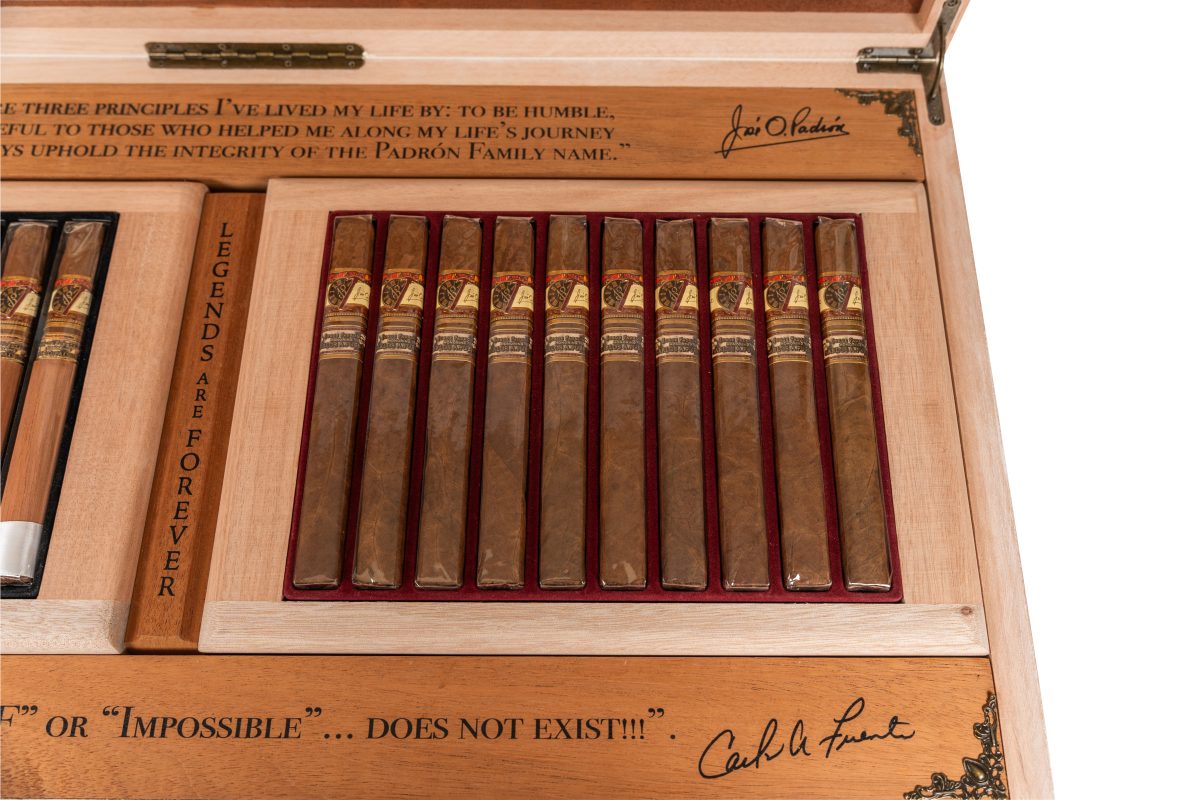 E THREE PRINCIPLES I'VE LIVED MY LIFE BY: TO BE HUMBLE,
EFUL TO THOSE WHO HELPED ME ALONG MY LIFE'S JOURNEY
YS UPHOLD THE INTEGRITY OF THE PADRÓN FAMILY NAME."
José O. Padrón
LEGENDS ARE FOREVER
F" OR "IMPOSSIBLE"... DOES NOT EXIST!!!".
Carlos A Fuente